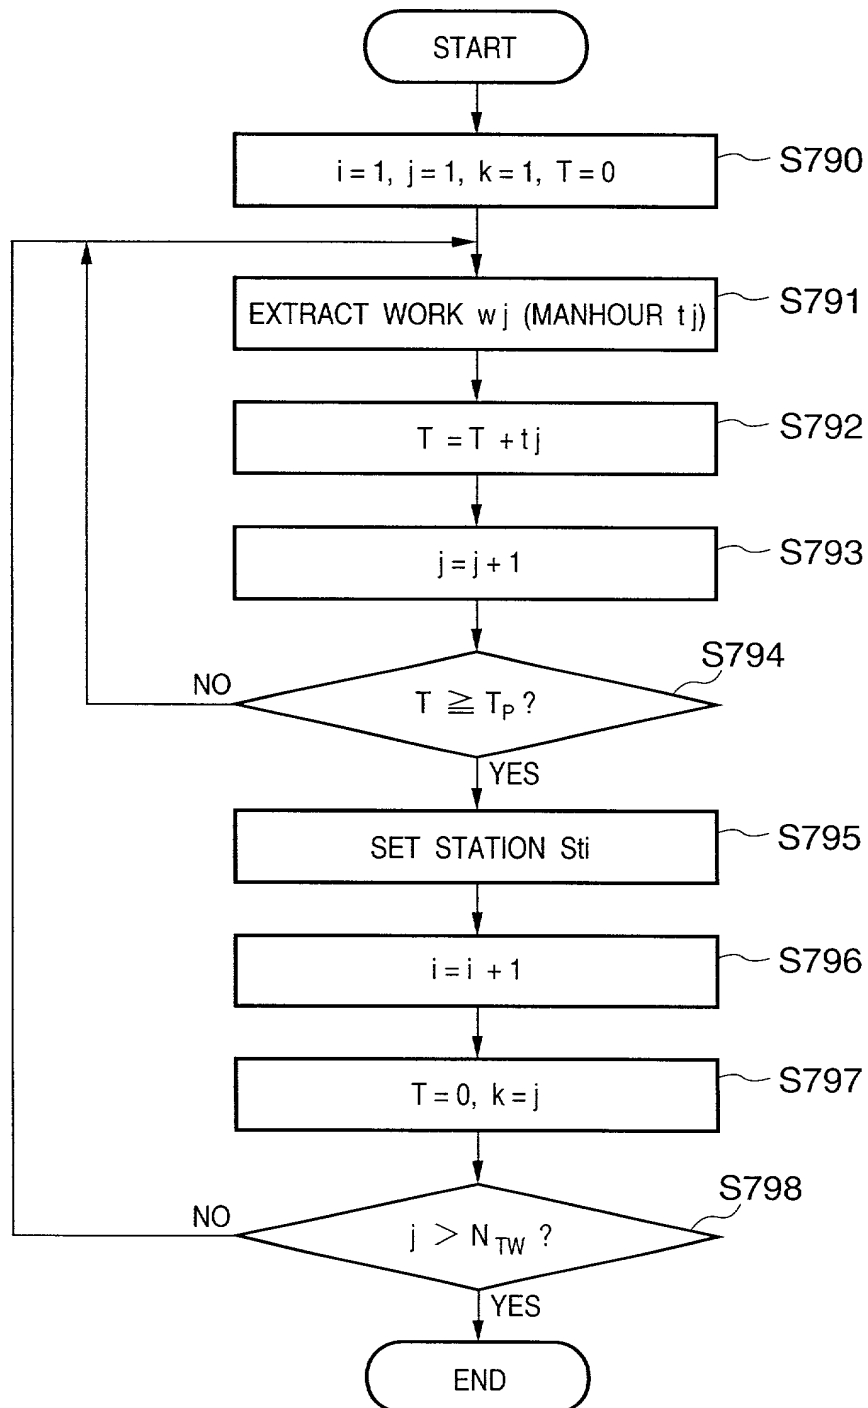 START
i = 1, j = 1, k = 1, T = 0
S790
EXTRACT WORK wj (MANHOUR tj)
S791
T = T + tj
S792
j = j + 1
S793
S794
NO
T ≧ TP ?
YES
SET STATION Sti
S795
i = i + 1
S796
T = 0, k = j
S797
S798
NO
j > NTW ?
YES
END